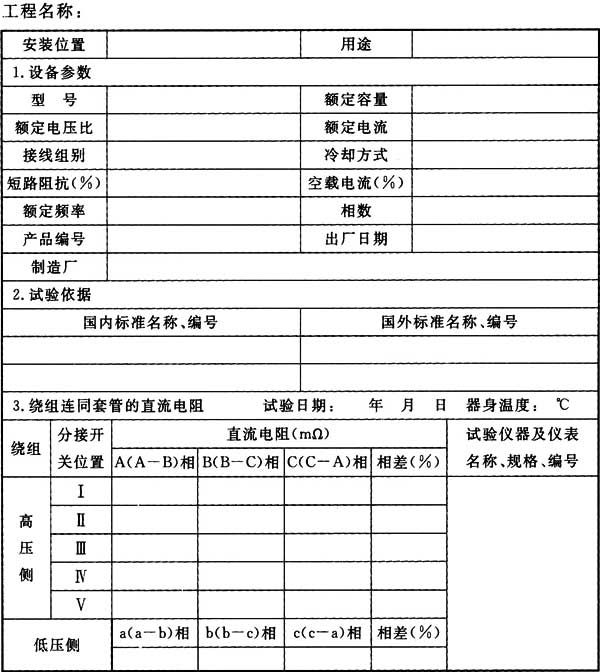 工程名称：
安装位置 用途
1.设备参数
型 号 额定容量
额定电压比 额定电流
接线组别 冷却方式
短路阻抗(%) 空载电流(%)
额定频率 相数
产品编号 出厂日期
制造厂
2.试验依据
国内标准名称、编号 国外标准名称、编号
3.绕组连同套管的直流电阻 试验日期： 年 月 日 器身温度： ℃
绕组 分接开关位置 直流电阻(mΩ) 试验仪器及仪表名称、规格、编号
A(A－B)相 B(B－C)相 C(C－A)相 相差(%)
高压侧
Ⅰ
Ⅱ
Ⅲ
Ⅳ
Ⅴ
低压侧 a(a－b)相 b(b－c)相 c(c－a)相 相差(%)